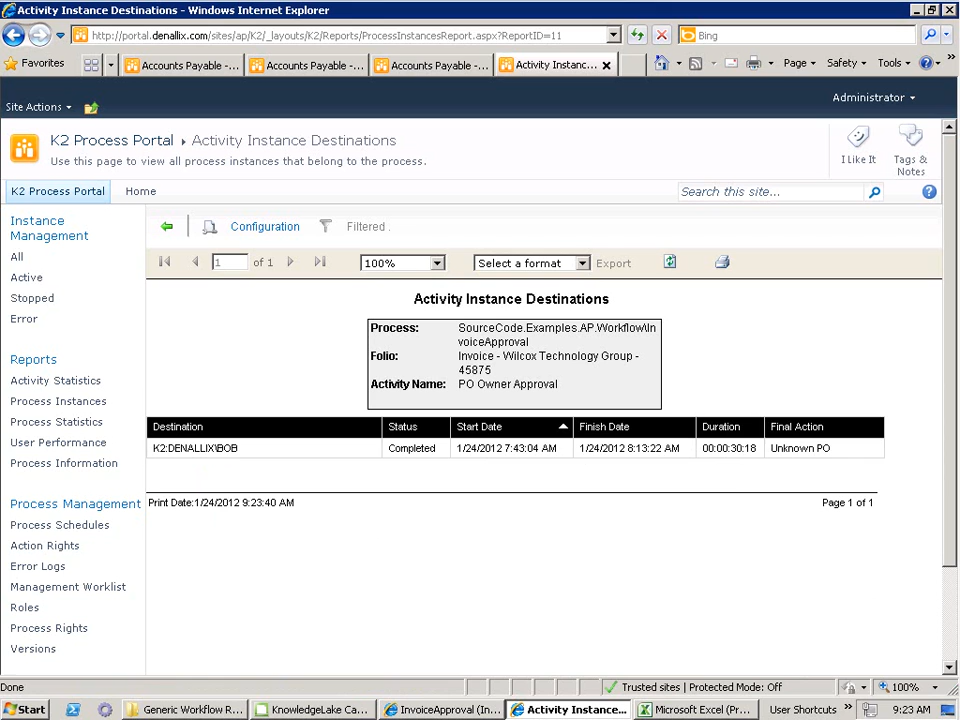 Activity Instance Destinations - Windows Internet Explorer
http://portal.denallix.com/sites/ap/K2/_layouts/K2/Reports/ProcessInstancesReport.aspx?ReportID=11
Bing
Favorites
Accounts Payable -...
Accounts Payable -...
Accounts Payable -...
Activity Instanc...
Page
Safety
Tools
Site Actions
Administrator
K2 Process Portal
Activity Instance Destinations
Use this page to view all process instances that belong to the process.
I Like It
Tags &
Notes
K2 Process Portal
Home
Search this site...
Instance
Management
All
Active
Stopped
Error
Reports
Activity Statistics
Process Instances
Process Statistics
User Performance
Process Information
Process Management
Process Schedules
Action Rights
Error Logs
Management Worklist
Roles
Process Rights
Versions
Configuration
Filtered .
1
of 1
100%
Select a format
Export
Activity Instance Destinations
Process: SourceCode.Examples.AP.Workflow\In
voiceApproval
Folio: Invoice - Wilcox Technology Group -
45875
Activity Name: PO Owner Approval
Destination Status Start Date Finish Date Duration Final Action
K2:DENALLIX\BOB Completed 1/24/2012 7:43:04 AM 1/24/2012 8:13:22 AM 00:00:30:18 Unknown PO
Print Date:1/24/2012 9:23:40 AM
Page 1 of 1
Done
Trusted sites | Protected Mode: Off
100%
Start
Generic Workflow R...
KnowledgeLake Ca...
InvoiceApproval (In...
Activity Instance...
Microsoft Excel (Pr...
User Shortcuts
9:23 AM